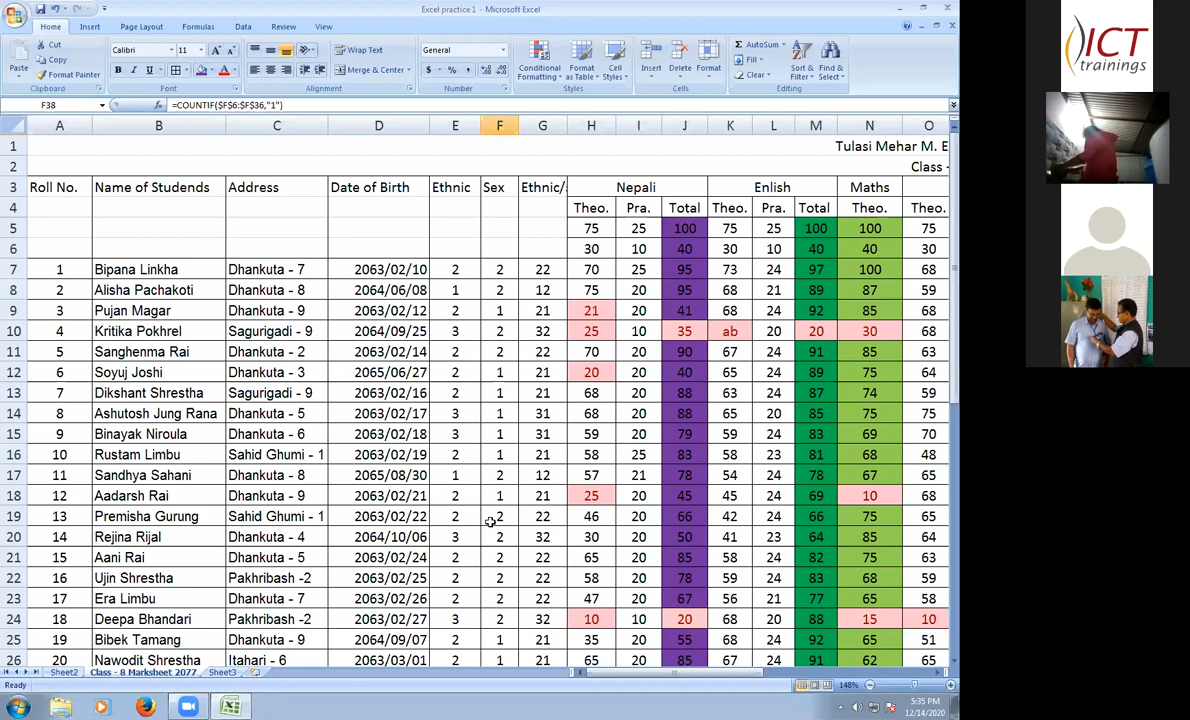 Excel practice 1 - Microsoft Excel
Home Insert Page Layout Formulas Data Review View
Paste Cut Copy Format Painter Clipboard
Calibri 11 B I U Font
Wrap Text Merge & Center Alignment
General $ % , Number
Conditional Formatting Format as Table Cell Styles Styles
Insert Delete Format Cells
Σ AutoSum Fill Clear Sort & Filter Find & Select Editing
F38 fx =COUNTIF($F$6:$F$36,"1")
A B C D E F G H I J K L M N O
1 Tulasi Mehar M. E
2 Class -
3 Roll No. Name of Studends Address Date of Birth Ethnic Sex Ethnic/ Nepali Enlish Maths
4 Theo. Pra. Total Theo. Pra. Total Theo. Theo.
5 75 25 100 75 25 100 100 75
6 30 10 40 30 10 40 40 30
7 1 Bipana Linkha Dhankuta - 7 2063/02/10 2 2 22 70 25 95 73 24 97 100 68
8 2 Alisha Pachakoti Dhankuta - 8 2064/06/08 1 2 12 75 20 95 68 21 89 87 59
9 3 Pujan Magar Dhankuta - 9 2063/02/12 2 1 21 21 20 41 68 24 92 85 68
10 4 Kritika Pokhrel Sagurigadi - 9 2064/09/25 3 2 32 25 10 35 ab 20 20 30 68
11 5 Sanghenma Rai Dhankuta - 2 2063/02/14 2 2 22 70 20 90 67 24 91 85 63
12 6 Soyuj Joshi Dhankuta - 3 2065/06/27 2 1 21 20 20 40 65 24 89 75 64
13 7 Dikshant Shrestha Sagurigadi - 9 2063/02/16 2 1 21 68 20 88 63 24 87 74 59
14 8 Ashutosh Jung Rana Dhankuta - 5 2063/02/17 3 1 31 68 20 88 65 20 85 75 75
15 9 Binayak Niroula Dhankuta - 6 2063/02/18 3 1 31 59 20 79 59 24 83 69 70
16 10 Rustam Limbu Sahid Ghumi - 1 2063/02/19 2 1 21 58 25 83 58 23 81 68 48
17 11 Sandhya Sahani Dhankuta - 8 2065/08/30 1 2 12 57 21 78 54 24 78 67 65
18 12 Aadarsh Rai Dhankuta - 9 2063/02/21 2 1 21 25 20 45 45 24 69 10 68
19 13 Premisha Gurung Sahid Ghumi - 1 2063/02/22 2 2 22 46 20 66 42 24 66 75 65
20 14 Rejina Rijal Dhankuta - 4 2064/10/06 3 2 32 30 20 50 41 23 64 85 64
21 15 Aani Rai Dhankuta - 5 2063/02/24 2 2 22 65 20 85 58 24 82 75 63
22 16 Ujin Shrestha Pakhribash -2 2063/02/25 2 2 22 58 20 78 59 24 83 68 59
23 17 Era Limbu Dhankuta - 7 2063/02/26 2 2 22 47 20 67 56 21 77 65 58
24 18 Deepa Bhandari Pakhribash -2 2063/02/27 3 2 32 10 10 20 68 20 88 15 10
25 19 Bibek Tamang Dhankuta - 9 2064/09/07 2 1 21 35 20 55 68 24 92 65 51
26 20 Nawodit Shrestha Itahari - 6 2063/03/01 2 1 21 65 20 85 67 24 91 62 65
Sheet2 Class - 8 Marksheet 2077 Sheet3
Ready 148%
5:35 PM
12/14/2020
ICT
trainings